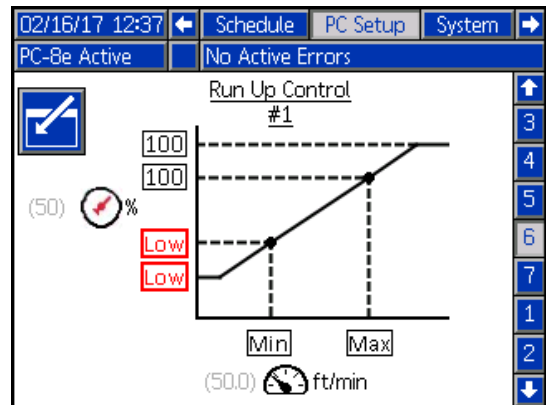 02/16/17 12:37 Schedule PC Setup System
PC-8e Active No Active Errors
Run Up Control
#1
100
100
(50) %
Low
Low
Min Max
(50.0) ft/min
3
4
5
6
7
1
2